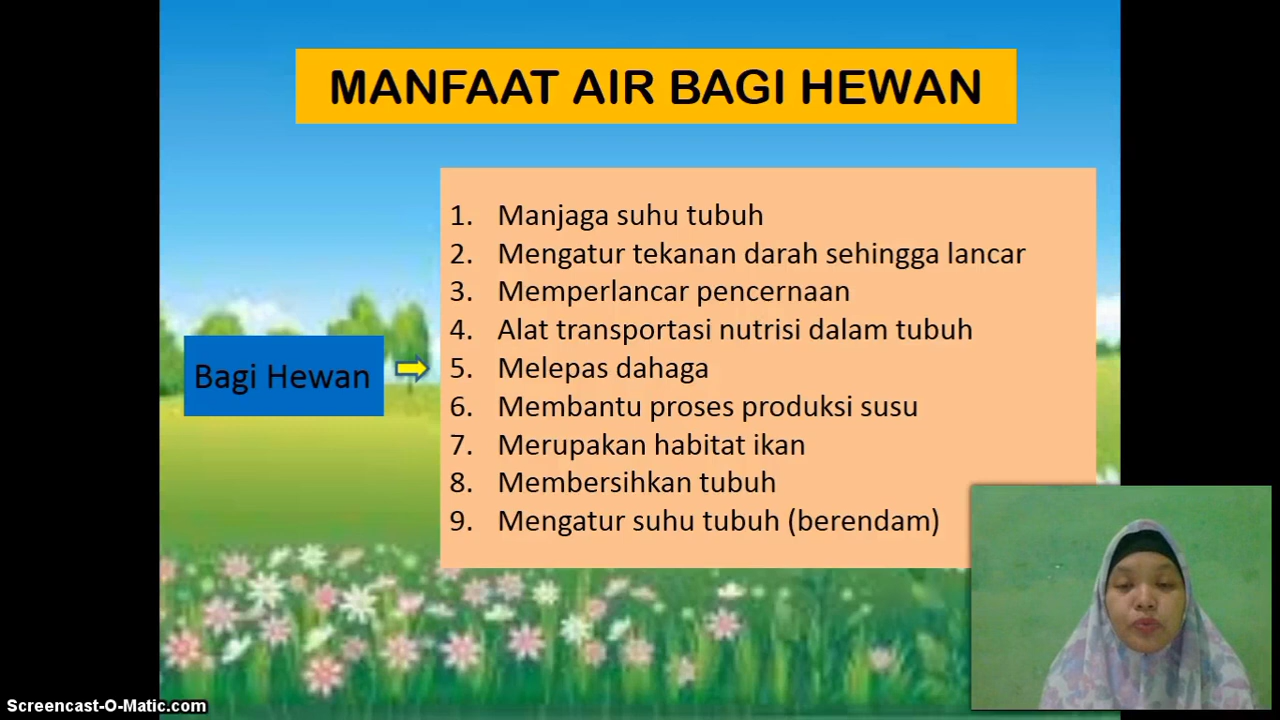 MANFAAT AIR BAGI HEWAN
Bagi Hewan
1. Manjaga suhu tubuh
2. Mengatur tekanan darah sehingga lancar
3. Memperlancar pencernaan
4. Alat transportasi nutrisi dalam tubuh
5. Melepas dahaga
6. Membantu proses produksi susu
7. Merupakan habitat ikan
8. Membersihkan tubuh
9. Mengatur suhu tubuh (berendam)
Screencast-O-Matic.com